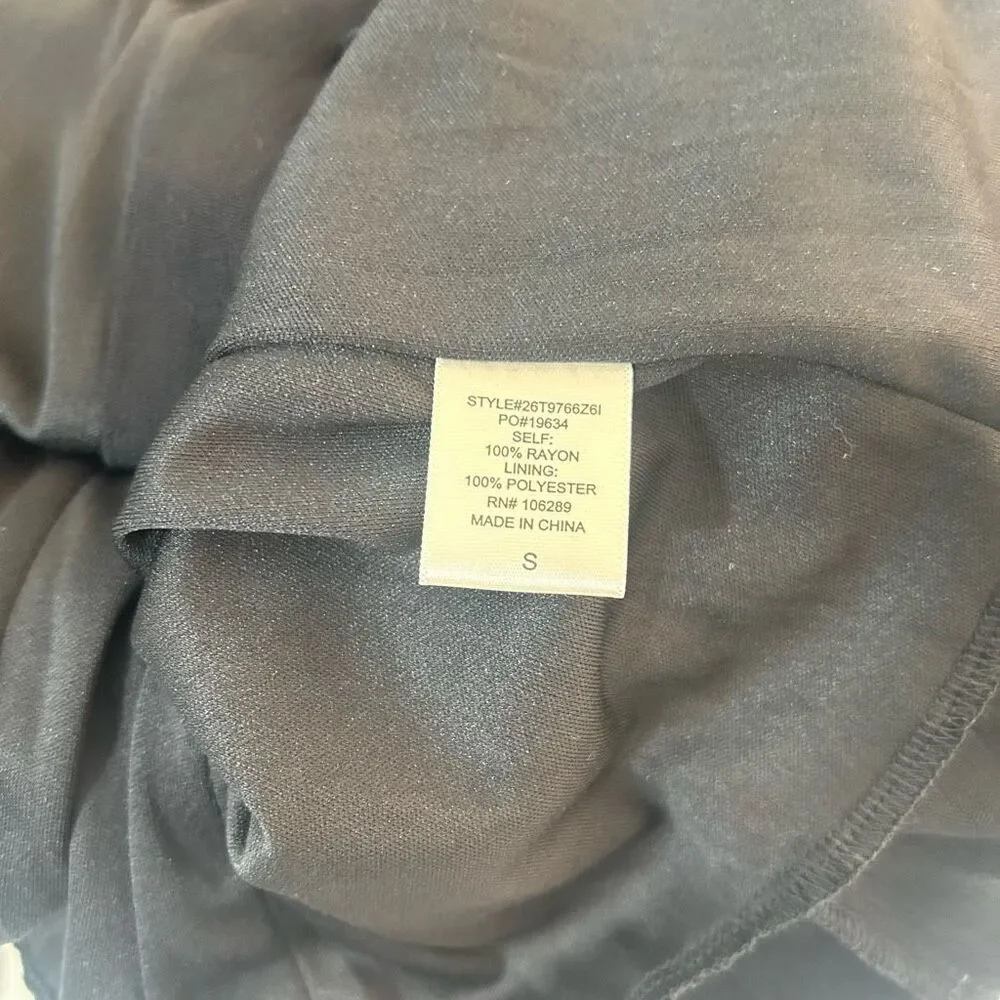 STYLE#26T9766Z6I
PO#19634
SELF:
100% RAYON
LINING:
100% POLYESTER
RN# 106289
MADE IN CHINA
S